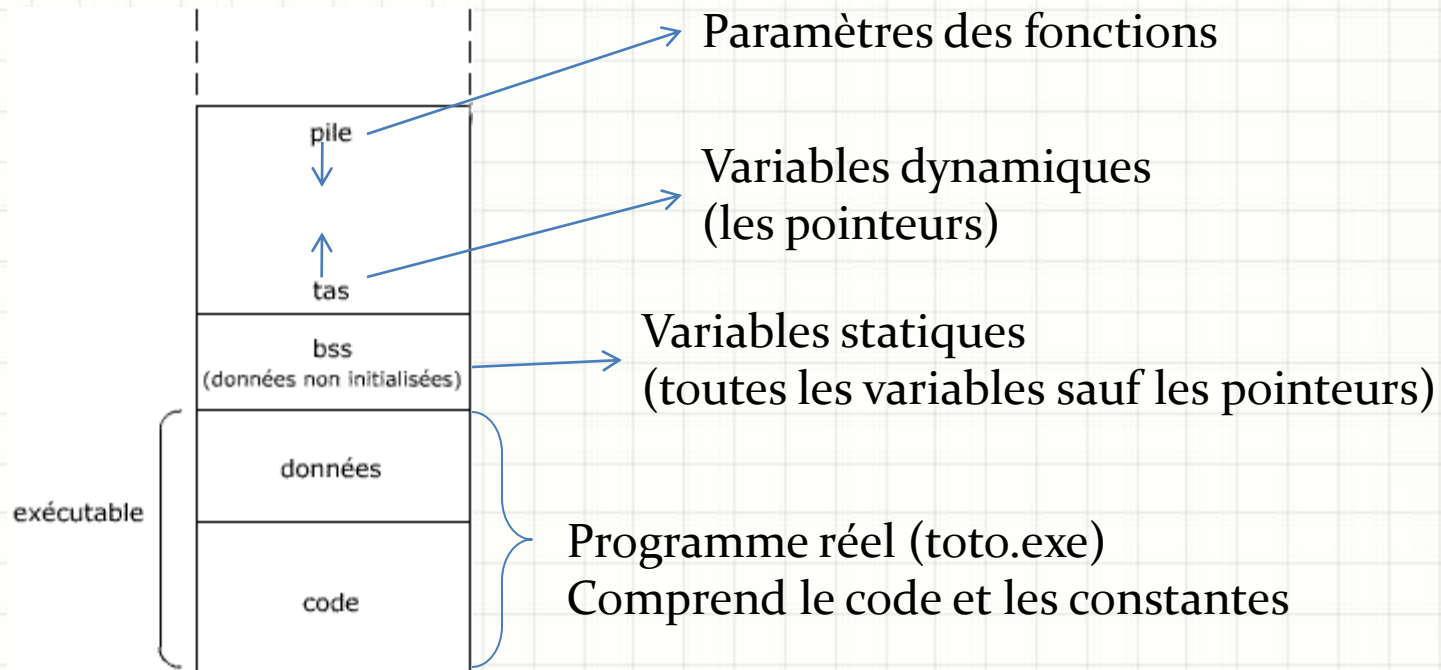 Paramètres des fonctions
pile
Variables dynamiques
(les pointeurs)
tas
Variables statiques
(toutes les variables sauf les pointeurs)
bss
(données non initialisées)
données
exécutable
Programme réel (toto.exe)
Comprend le code et les constantes
code